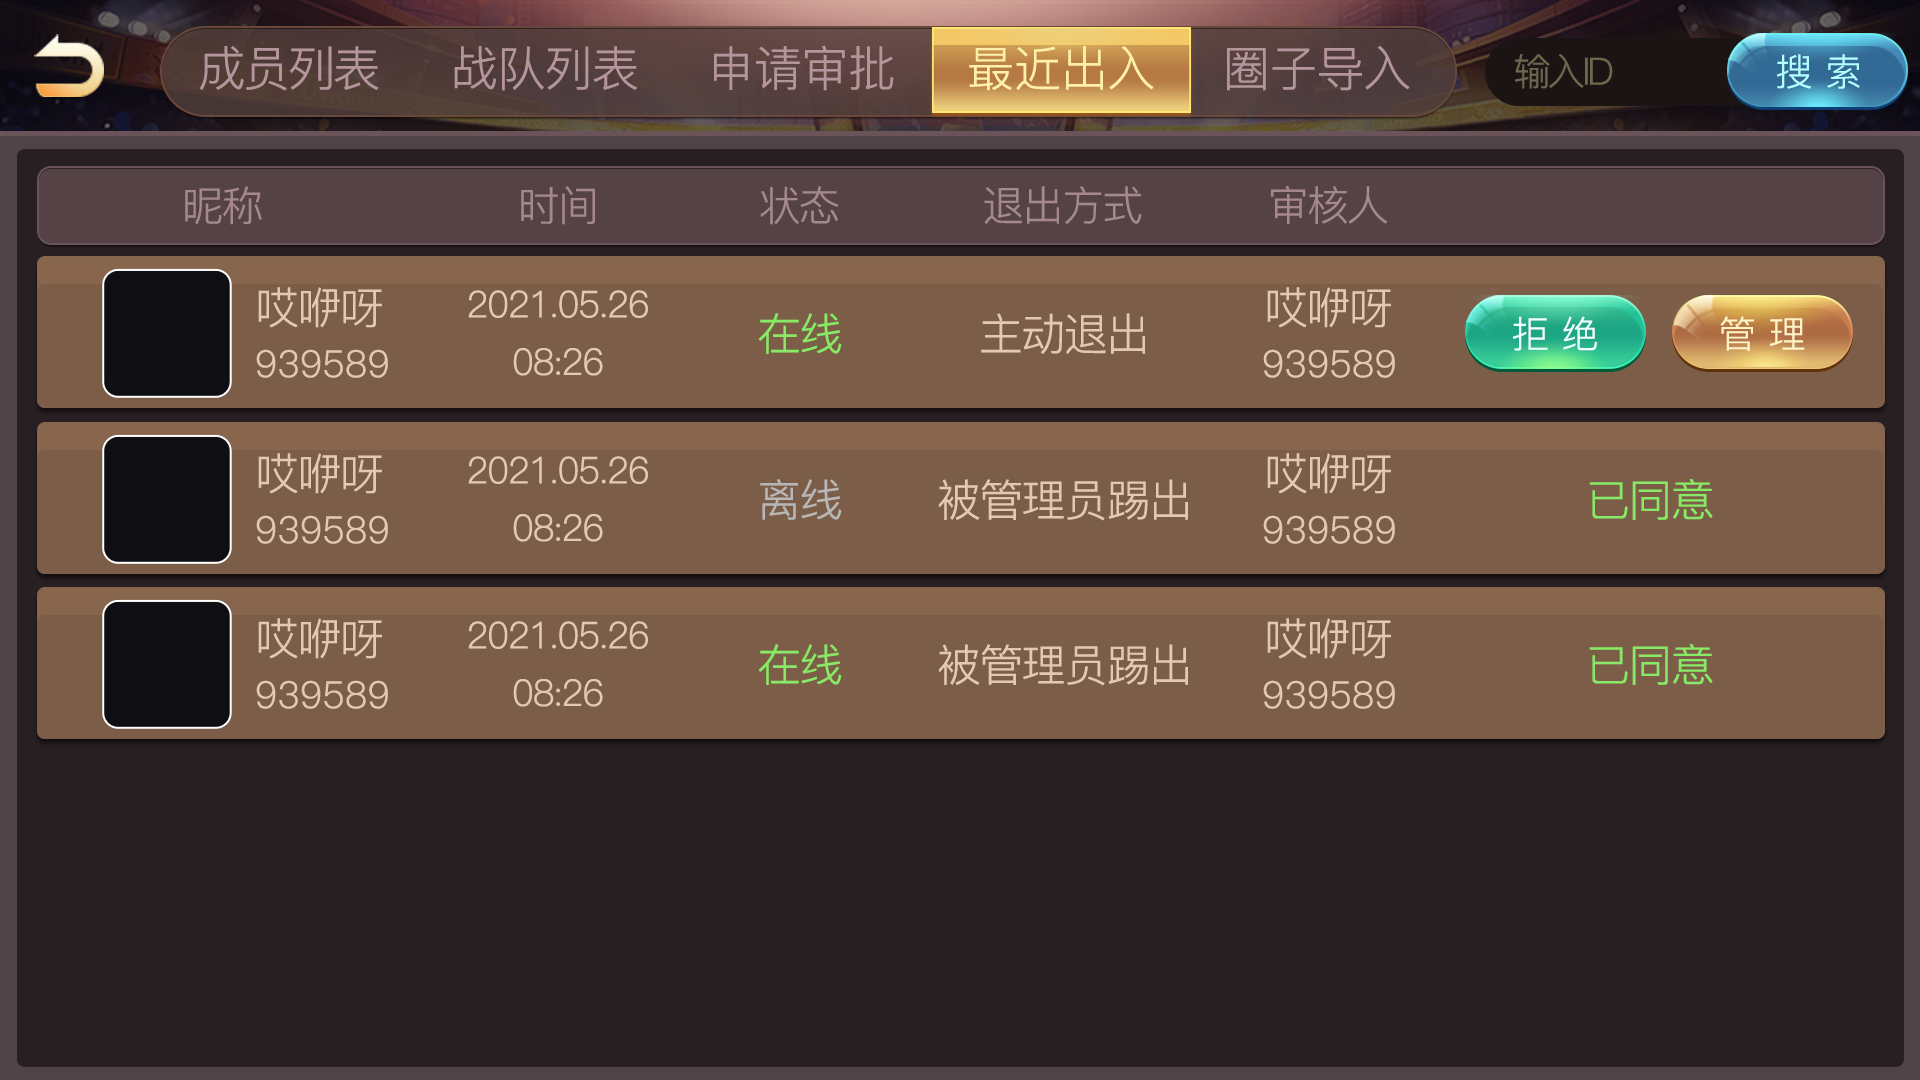 成员列表 战队列表 申请审批 最近出入 圈子导入 输入ID 搜索
昵称 时间 状态 退出方式 审核人
哎咿呀 2021.05.26 在线 主动退出 哎咿呀 拒绝 管理
939589 08:26 939589
哎咿呀 2021.05.26 离线 被管理员踢出 哎咿呀 已同意
939589 08:26 939589
哎咿呀 2021.05.26 在线 被管理员踢出 哎咿呀 已同意
939589 08:26 939589